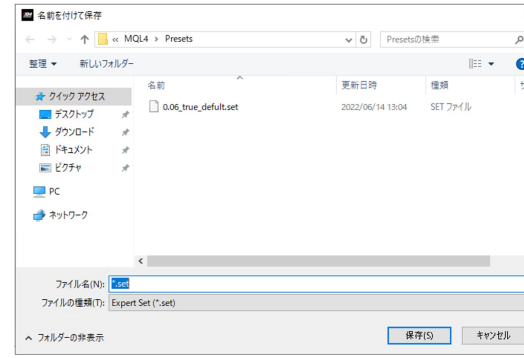 名前を付けて保存
« MQL4 › Presets
Presetsの検索
整理 ▼ 新しいフォルダー
名前 更新日時 種類 サ
クイック アクセス
0.06_true_defult.set 2022/06/14 13:04 SET ファイル
デスクトップ
ダウンロード
ドキュメント
ピクチャ
PC
ネットワーク
ファイル名(N): *.set
ファイルの種類(T): Expert Set (*.set)
フォルダーの非表示 保存(S) キャンセル